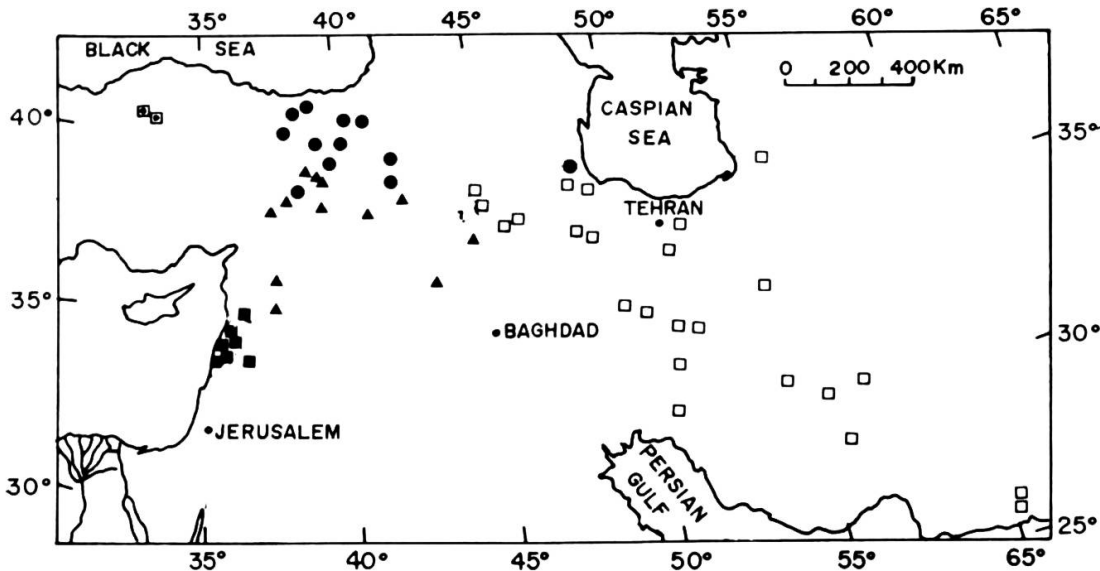 35° 40° 45° 50° 55° 60° 65°
BLACK SEA
0 200 400Km
40°
CASPIAN
SEA
35°
TEHRAN
35°
BAGHDAD
30°
JERUSALEM
PERSIAN
GULF
30°
25°
35° 40° 45° 50° 55° 65°